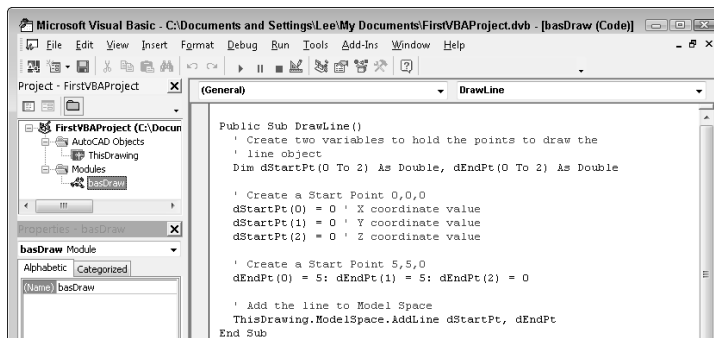 Microsoft Visual Basic - C:\Documents and Settings\Lee\My Documents\FirstVBAProject.dvb - [basDraw (Code)]
File Edit View Insert Format Debug Run Tools Add-Ins Window Help
Project - FirstVBAProject
(General)
DrawLine
FirstVBAProject (C:\Docun
AutoCAD Objects
ThisDrawing
Modules
basDraw
Properties - basDraw
basDraw Module
Alphabetic Categorized
(Name) basDraw
Public Sub DrawLine()
' Create two variables to hold the points to draw the
' line object
Dim dStartPt(0 To 2) As Double, dEndPt(0 To 2) As Double
' Create a Start Point 0,0,0
dStartPt(0) = 0 ' X coordinate value
dStartPt(1) = 0 ' Y coordinate value
dStartPt(2) = 0 ' Z coordinate value
' Create a Start Point 5,5,0
dEndPt(0) = 5: dEndPt(1) = 5: dEndPt(2) = 0
' Add the line to Model Space
ThisDrawing.ModelSpace.AddLine dStartPt, dEndPt
End Sub